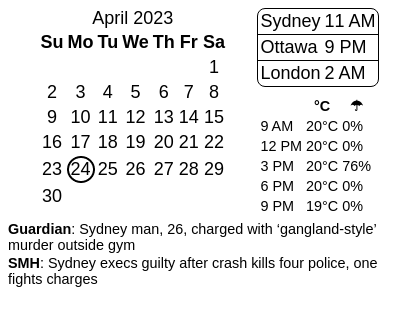 April 2023
Su Mo Tu We Th Fr Sa
1
2 3 4 5 6 7 8
9 10 11 12 13 14 15
16 17 18 19 20 21 22
23 24 25 26 27 28 29
30
Sydney 11 AM
Ottawa 9 PM
London 2 AM
°C ☂
9 AM 20°C 0%
12 PM 20°C 0%
3 PM 20°C 76%
6 PM 20°C 0%
9 PM 19°C 0%
Guardian: Sydney man, 26, charged with ‘gangland-style’
murder outside gym
SMH: Sydney execs guilty after crash kills four police, one
fights charges